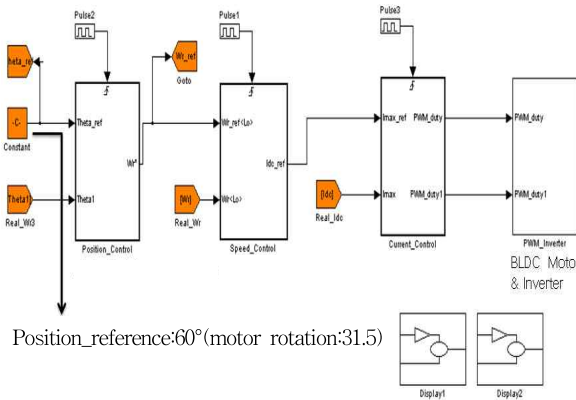 Pulse2
Pulse1
Pulse3
heta_re
Wr_ref
Goto
-C-
Constant
Theta_ref
Wr*
Theta1
Theta1
Real_Wr3
Position_Control
Wr_ref<Lo>
Idc_ref
[Wr]
Wr<Lo>
Real_Wr
Speed_Control
Imax_ref
PWM_duty
PWM_duty
[Idc]
Imax
PWM_duty1
PWM_duty1
Real_Idc
Current_Control
PWM_Inverter
BLDC Moto
& Inverter
Position_reference:60°(motor rotation:31.5)
Display1
Display2